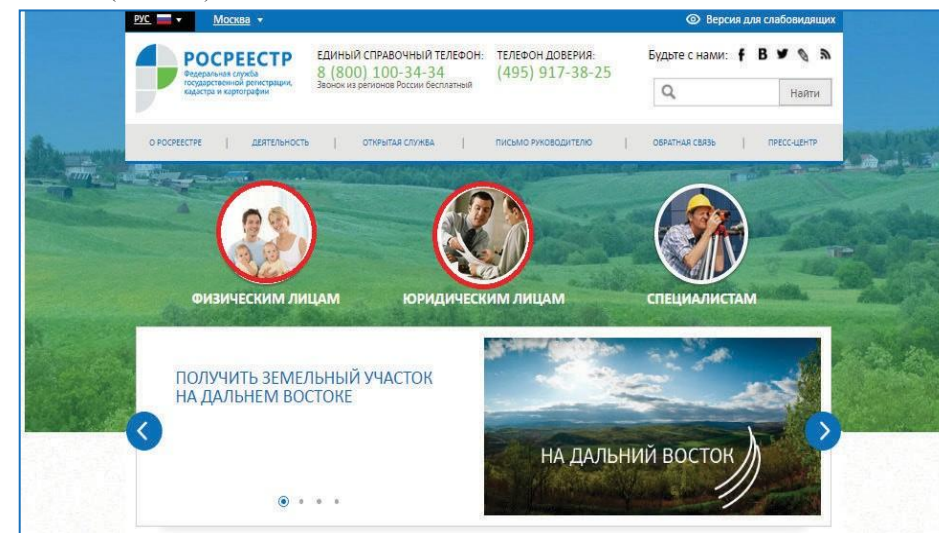 РУС
Москва
Версия для слабовидящих
РОСРЕЕСТР
Федеральная служба
государственной регистрации,
кадастра и картографии
ЕДИНЫЙ СПРАВОЧНЫЙ ТЕЛЕФОН:
8 (800) 100-34-34
Звонок из регионов России бесплатный
ТЕЛЕФОН ДОВЕРИЯ:
(495) 917-38-25
Будьте с нами:
Найти
О РОСРЕЕСТРЕ | ДЕЯТЕЛЬНОСТЬ | ОТКРЫТАЯ СЛУЖБА | ПИСЬМО РУКОВОДИТЕЛЮ | ОБРАТНАЯ СВЯЗЬ | ПРЕСС-ЦЕНТР
ФИЗИЧЕСКИМ ЛИЦАМ
ЮРИДИЧЕСКИМ ЛИЦАМ
СПЕЦИАЛИСТАМ
ПОЛУЧИТЬ ЗЕМЕЛЬНЫЙ УЧАСТОК
НА ДАЛЬНЕМ ВОСТОКЕ
НА ДАЛЬНИЙ ВОСТОК